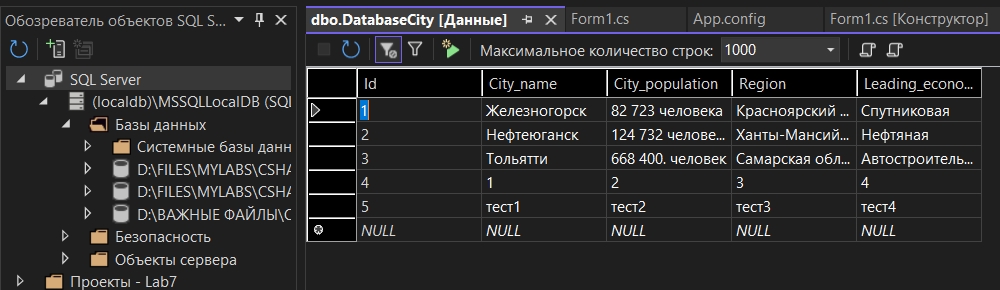 Обозреватель объектов SQL S...
SQL Server
(localdb)\MSSQLLocalDB (SQL
Базы данных
Системные базы данн
D:\FILES\MYLABS\CSHA
D:\FILES\MYLABS\CSHA
D:\ВАЖНЫЕ ФАЙЛЫ\C
Безопасность
Объекты сервера
Проекты - Lab7
dbo.DatabaseCity [Данные] Form1.cs App.config Form1.cs [Конструктор]
Максимальное количество строк: 1000
Id City_name City_population Region Leading_econo...
1 Железногорск 82 723 человека Красноярский ... Спутниковая
2 Нефтеюганск 124 732 челове... Ханты-Мансий... Нефтяная
3 Тольятти 668 400. человек Самарская обл... Автостроитель...
4 1 2 3 4
5 тест1 тест2 тест3 тест4
NULL NULL NULL NULL NULL